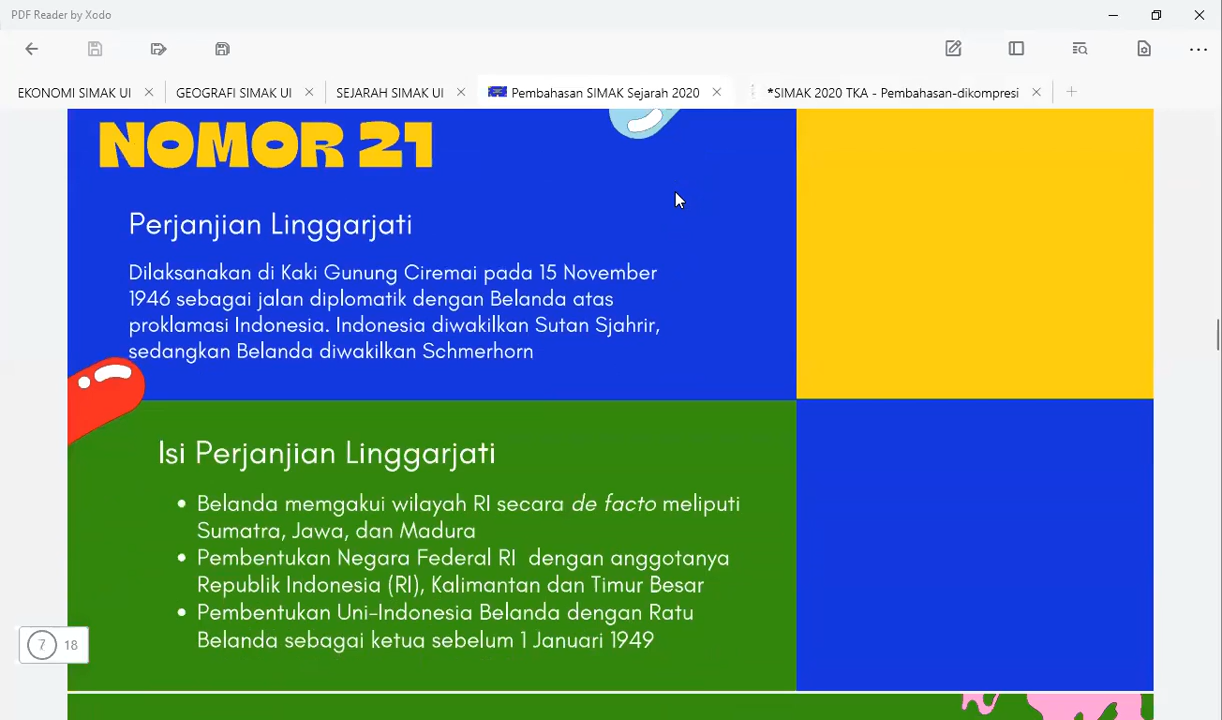 PDF Reader by Xodo
EKONOMI SIMAK UI
GEOGRAFI SIMAK UI
SEJARAH SIMAK UI
Pembahasan SIMAK Sejarah 2020
*SIMAK 2020 TKA - Pembahasan-dikompresi
NOMOR 21
Perjanjian Linggarjati
Dilaksanakan di Kaki Gunung Ciremai pada 15 November
1946 sebagai jalan diplomatik dengan Belanda atas
proklamasi Indonesia. Indonesia diwakilkan Sutan Sjahrir,
sedangkan Belanda diwakilkan Schmerhorn
Isi Perjanjian Linggarjati
• Belanda memgakui wilayah RI secara de facto meliputi
Sumatra, Jawa, dan Madura
• Pembentukan Negara Federal RI dengan anggotanya
Republik Indonesia (RI), Kalimantan dan Timur Besar
• Pembentukan Uni-Indonesia Belanda dengan Ratu
Belanda sebagai ketua sebelum 1 Januari 1949
7 18